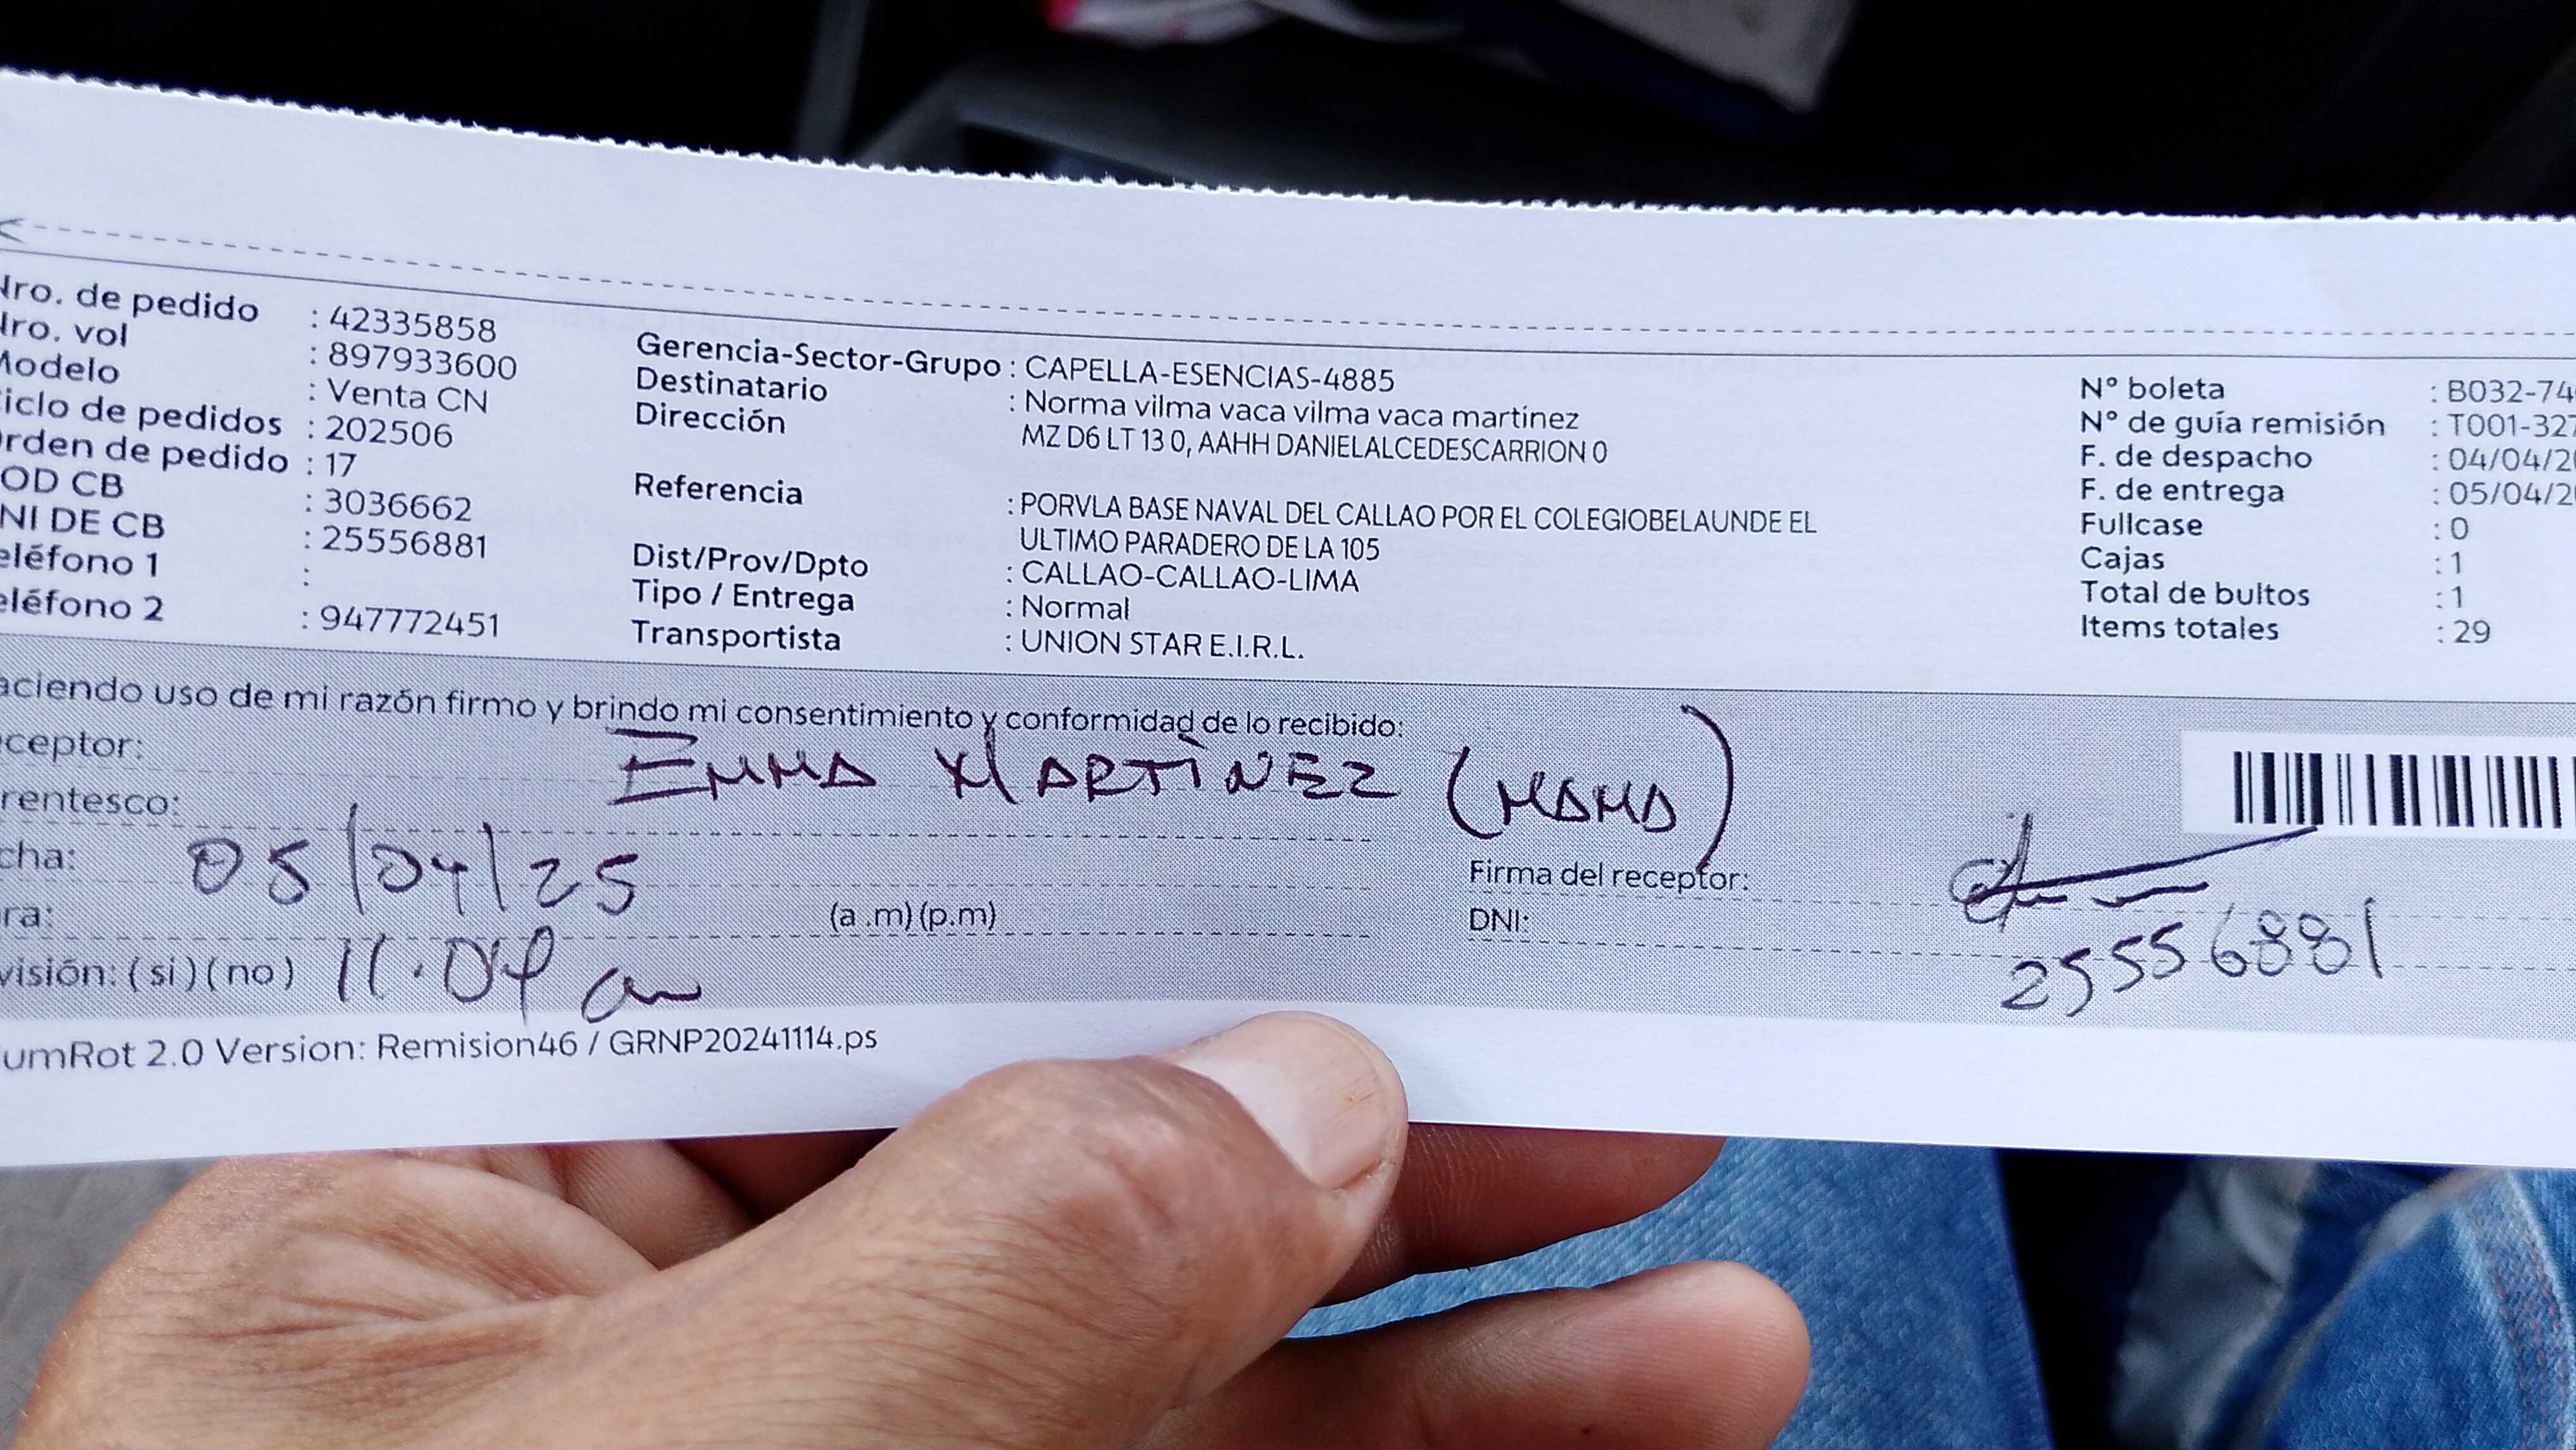 Nro. de pedido : 42335858
Nro. vol : 897933600
Modelo : Venta CN
iclo de pedidos : 202506
rden de pedido : 17
OD CB : 3036662
NI DE CB : 25556881
eléfono 1 :
eléfono 2 : 947772451
Gerencia-Sector-Grupo : CAPELLA-ESENCIAS-4885
Destinatario : Norma vilma vaca vilma vaca martinez
Dirección MZ D6 LT 13 0, AAHH DANIELALCEDESCARRION 0
Referencia : PORVLA BASE NAVAL DEL CALLAO POR EL COLEGIOBELAUNDE EL
ULTIMO PARADERO DE LA 105
Dist/Prov/Dpto : CALLAO-CALLAO-LIMA
Tipo / Entrega : Normal
Transportista : UNION STAR E.I.R.L.
N° boleta : B032-74
N° de guía remisión : T001-327
F. de despacho : 04/04/2
F. de entrega : 05/04/2
Fullcase : 0
Cajas : 1
Total de bultos : 1
Items totales : 29
aciendo uso de mi razón firmo y brindo mi consentimiento y conformidad de lo recibido:
ceptor: EMMA MARTINEZ (MAMA)
rentesco:
cha: 05/04/25
ra: (a .m) (p.m)
visión: ( si ) ( no ) 11.04 am
Firma del receptor:
DNI: 25556881
umRot 2.0 Version: Remision46 / GRNP20241114.ps